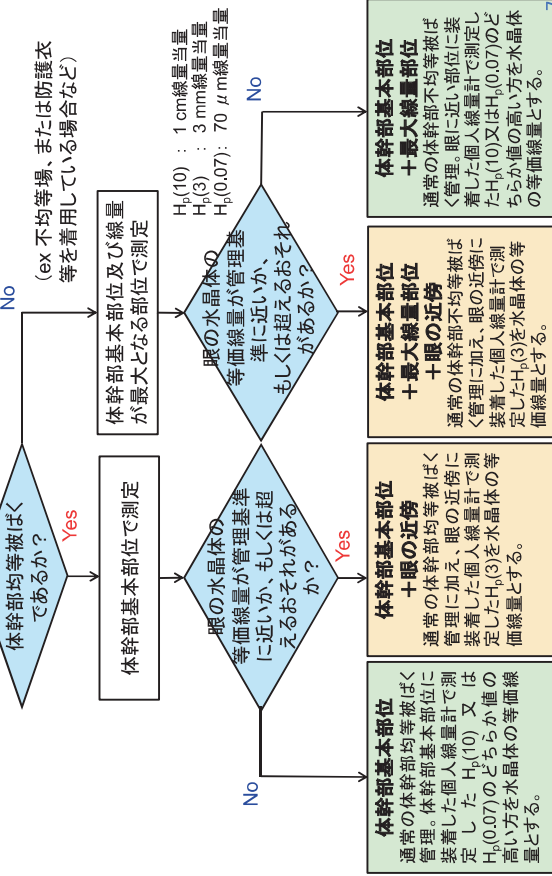 体幹部均等被ばく
であるか？
Yes
No
(ex 不均等場、または防護衣
等を着用している場合など)
体幹部基本部位で測定
体幹部基本部位及び線量
が最大となる部位で測定
Hp(10) : 1 cm線量当量
Hp(3) : 3 mm線量当量
Hp(0.07): 70 μm線量当量
眼の水晶体の
等価線量が管理基準
に近いか、もしくは超
えるおそれがある
か？
No
Yes
眼の水晶体の
等価線量が管理基
準に近いか、
もしくは超えるおそれ
があるか？
Yes
No
体幹部基本部位
通常の体幹部均等被ばく
管理。体幹部基本部位に
装着した個人線量計で測
定したHp(10)又は
Hp(0.07)のどちらか値の
高い方を水晶体の等価線
量とする。
体幹部基本部位
＋眼の近傍
通常の体幹部均等被ばく
管理に加え、眼の近傍に
装着した個人線量計で測
定したHp(3)を水晶体の等
価線量とする。
体幹部基本部位
＋最大線量部位
＋眼の近傍
通常の体幹部不均等被ば
く管理に加え、眼の近傍に
装着した個人線量計で測
定したHp(3)を水晶体の等
価線量とする。
体幹部基本部位
＋最大線量部位
通常の体幹部不均等被ば
く管理。眼に近い部位に装
着した個人線量計で測定し
たHp(10)又はHp(0.07)のど
ちらか値の高い方を水晶体
の等価線量とする。